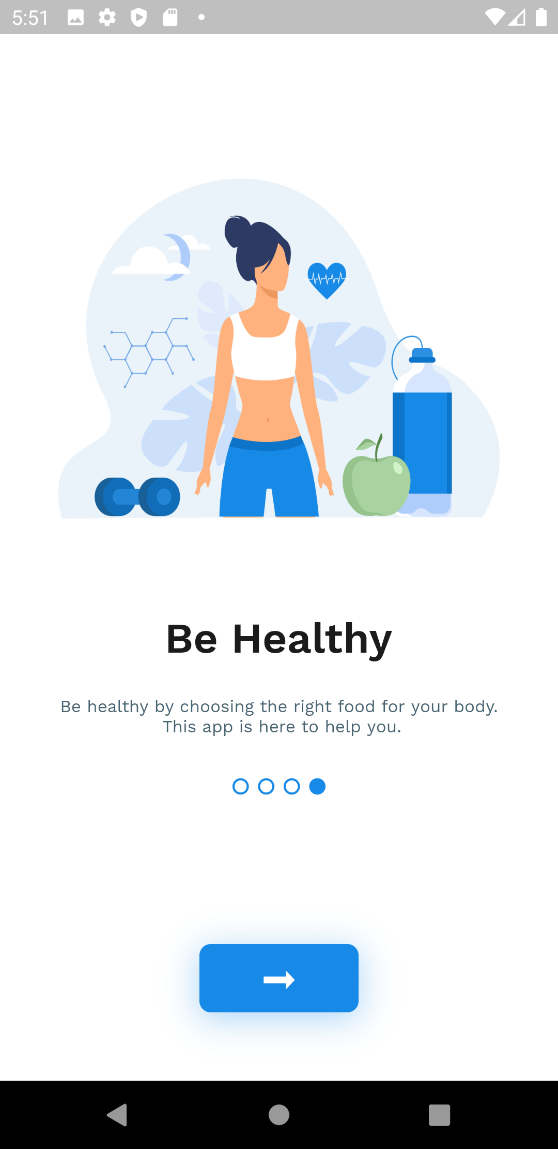 5:51
Be Healthy
Be healthy by choosing the right food for your body.
This app is here to help you.